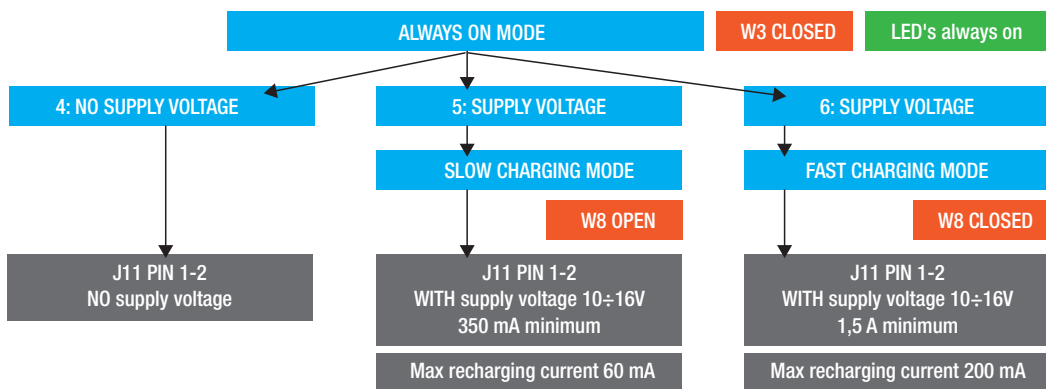 ALWAYS ON MODE
W3 CLOSED
LED's always on
4: NO SUPPLY VOLTAGE
5: SUPPLY VOLTAGE
6: SUPPLY VOLTAGE
SLOW CHARGING MODE
FAST CHARGING MODE
W8 OPEN
W8 CLOSED
J11 PIN 1-2
NO supply voltage
J11 PIN 1-2
WITH supply voltage 10÷16V
350 mA minimum
J11 PIN 1-2
WITH supply voltage 10÷16V
1,5 A minimum
Max recharging current 60 mA
Max recharging current 200 mA